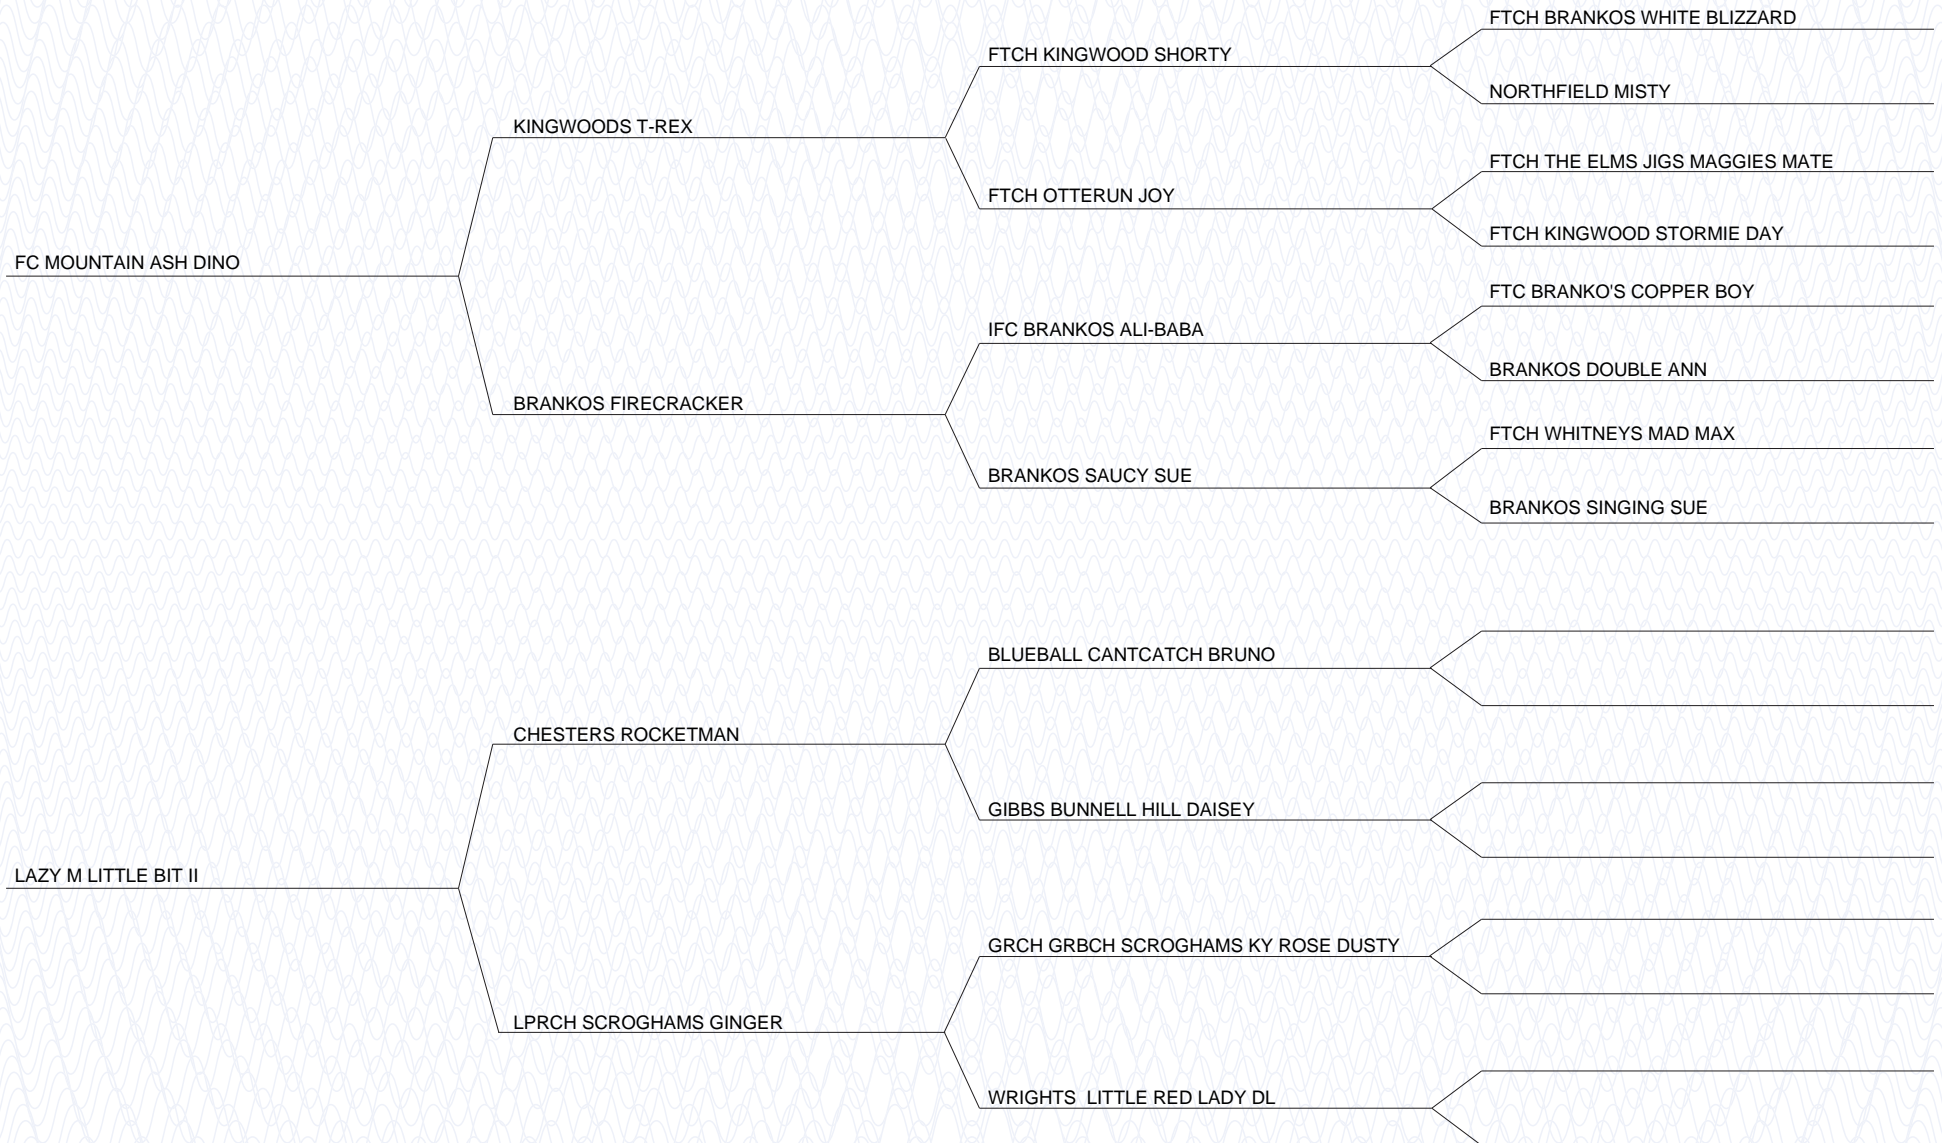 FTCH BRANKOS WHITE BLIZZARD
FTCH KINGWOOD SHORTY
NORTHFIELD MISTY
KINGWOODS T-REX
FTCH THE ELMS JIGS MAGGIES MATE
FTCH OTTERUN JOY
FTCH KINGWOOD STORMIE DAY
FC MOUNTAIN ASH DINO
FTC BRANKO'S COPPER BOY
IFC BRANKOS ALI-BABA
BRANKOS DOUBLE ANN
BRANKOS FIRECRACKER
FTCH WHITNEYS MAD MAX
BRANKOS SAUCY SUE
BRANKOS SINGING SUE
BLUEBALL CANTCATCH BRUNO
CHESTERS ROCKETMAN
GIBBS BUNNELL HILL DAISEY
LAZY M LITTLE BIT II
GRCH GRBCH SCROGHAMS KY ROSE DUSTY
LPRCH SCROGHAMS GINGER
WRIGHTS  LITTLE RED LADY DL